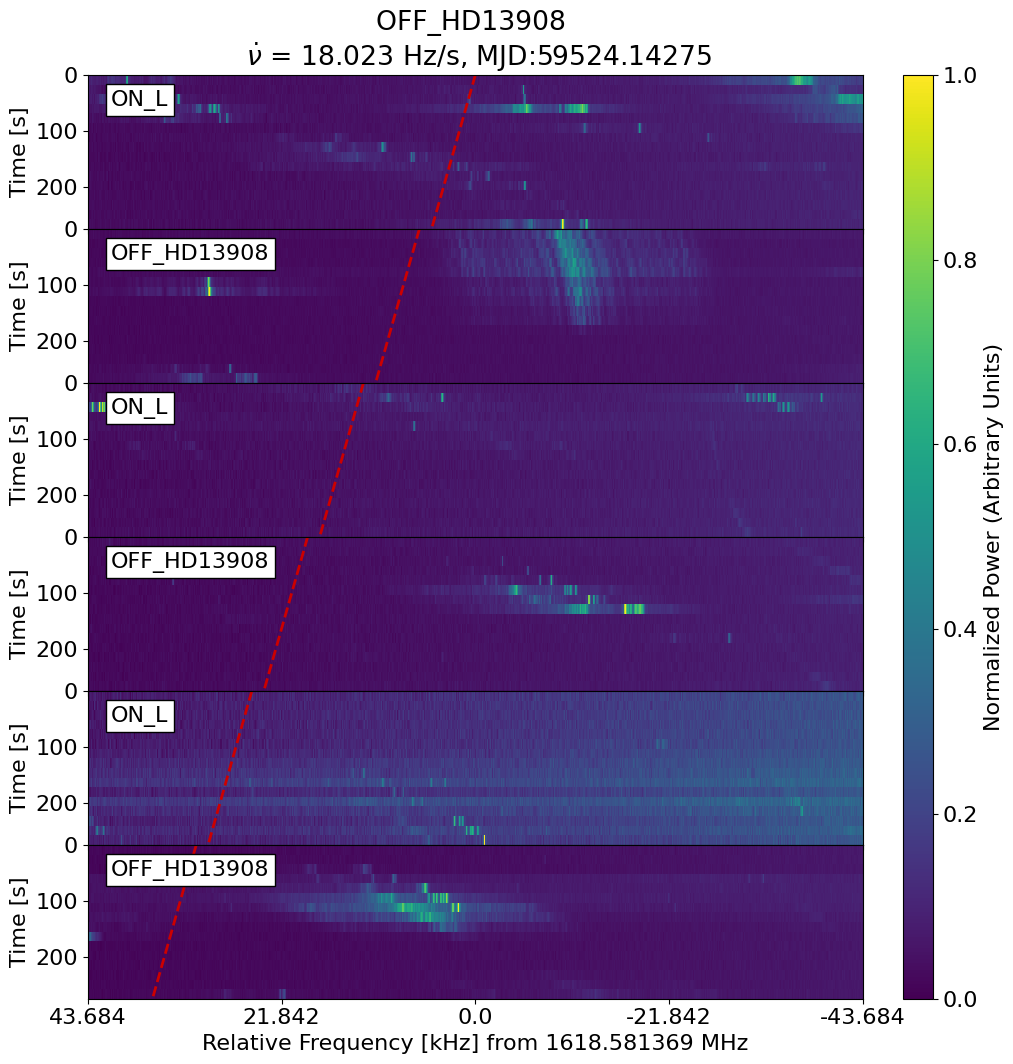 OFF_HD13908
ν̇ = 18.023 Hz/s, MJD:59524.14275
0
ON_L
100
Time [s]
200
0
OFF_HD13908
100
Time [s]
200
0
ON_L
100
Time [s]
200
0
OFF_HD13908
100
Time [s]
200
0
ON_L
100
Time [s]
200
0
OFF_HD13908
100
Time [s]
200
43.684 21.842 0.0 -21.842 -43.684
Relative Frequency [kHz] from 1618.581369 MHz
1.0
0.8
0.6
0.4
0.2
0.0
Normalized Power (Arbitrary Units)